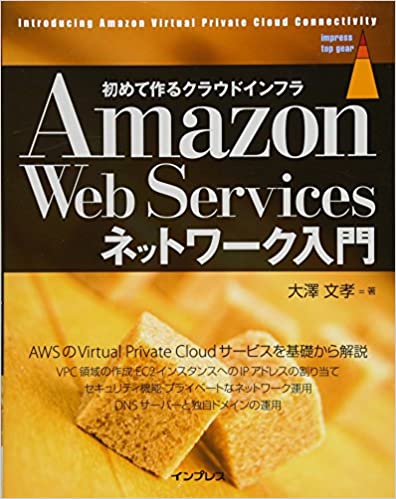 Introducing Amazon Virtual Private Cloud Connectivity
impress
top gear
初めて作るクラウドインフラ
Amazon
Web Services
ネットワーク入門
大澤 文孝=著
AWSのVirtual Private Cloudサービスを基礎から解説
VPC領域の作成・EC2インスタンスへのIPアドレスの割り当て
セキュリティ機能・プライベートなネットワーク運用
DNSサーバーと独自ドメインの運用
インプレス